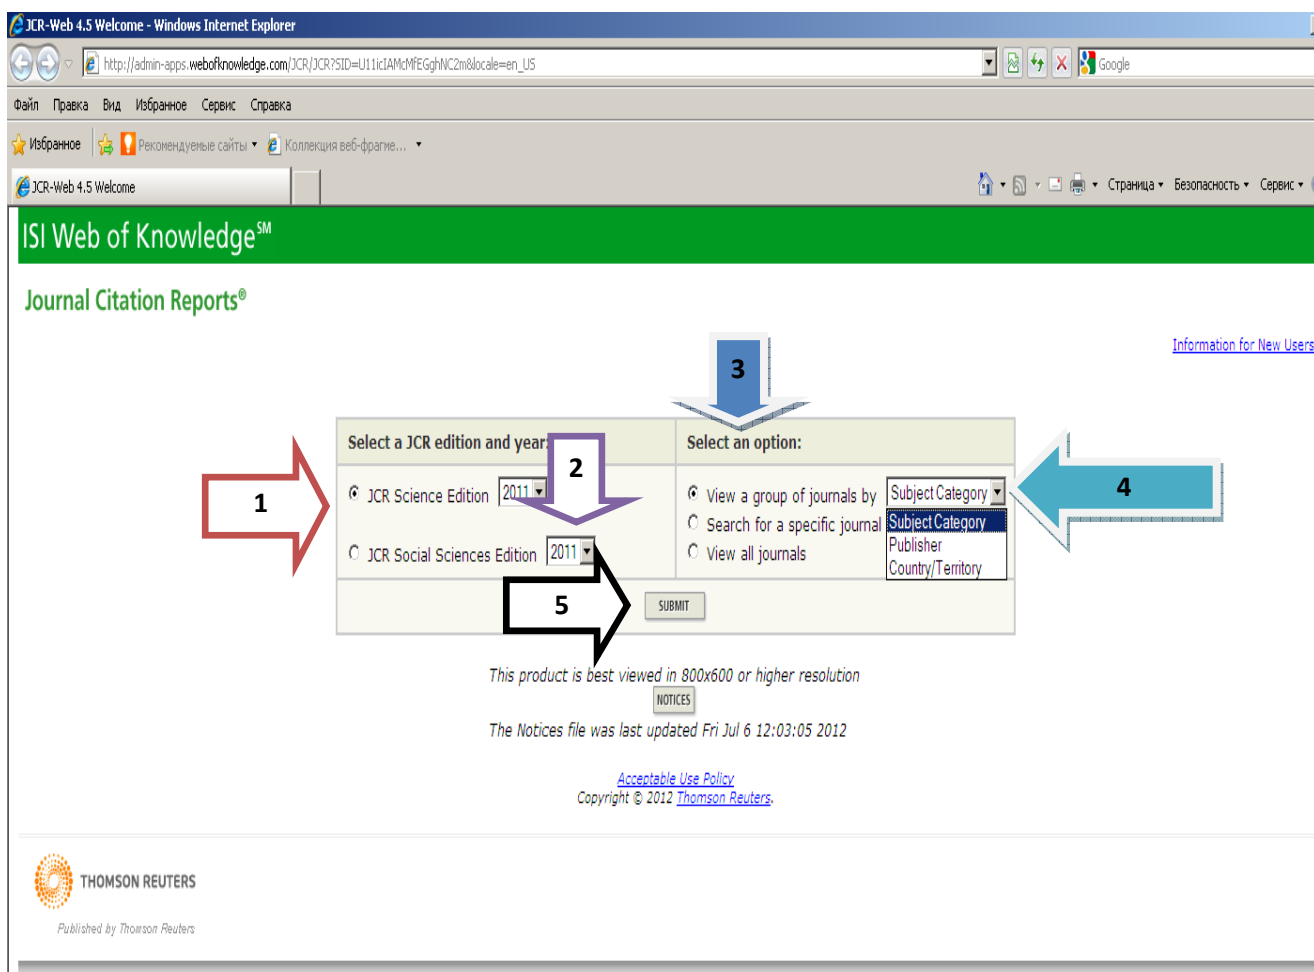 JCR-Web 4.5 Welcome - Windows Internet Explorer
http://admin-apps.webofknowledge.com/JCR/JCR?SID=U11icIAMcMfEGghNC2m&locale=en_US
Google
Файл Правка Вид Избранное Сервис Справка
Избранное Рекомендуемые сайты Коллекция веб-фрагме...
JCR-Web 4.5 Welcome
Страница Безопасность Сервис
ISI Web of Knowledge℠
Journal Citation Reports®
Information for New Users
3
Select a JCR edition and year:
Select an option:
1
2
4
JCR Science Edition 2011
View a group of journals by Subject Category
Search for a specific journal
Subject Category
View all journals
Publisher
Country/Territory
JCR Social Sciences Edition 2011
5
SUBMIT
This product is best viewed in 800x600 or higher resolution
NOTICES
The Notices file was last updated Fri Jul 6 12:03:05 2012
Acceptable Use Policy
Copyright © 2012 Thomson Reuters.
THOMSON REUTERS
Published by Thomson Reuters